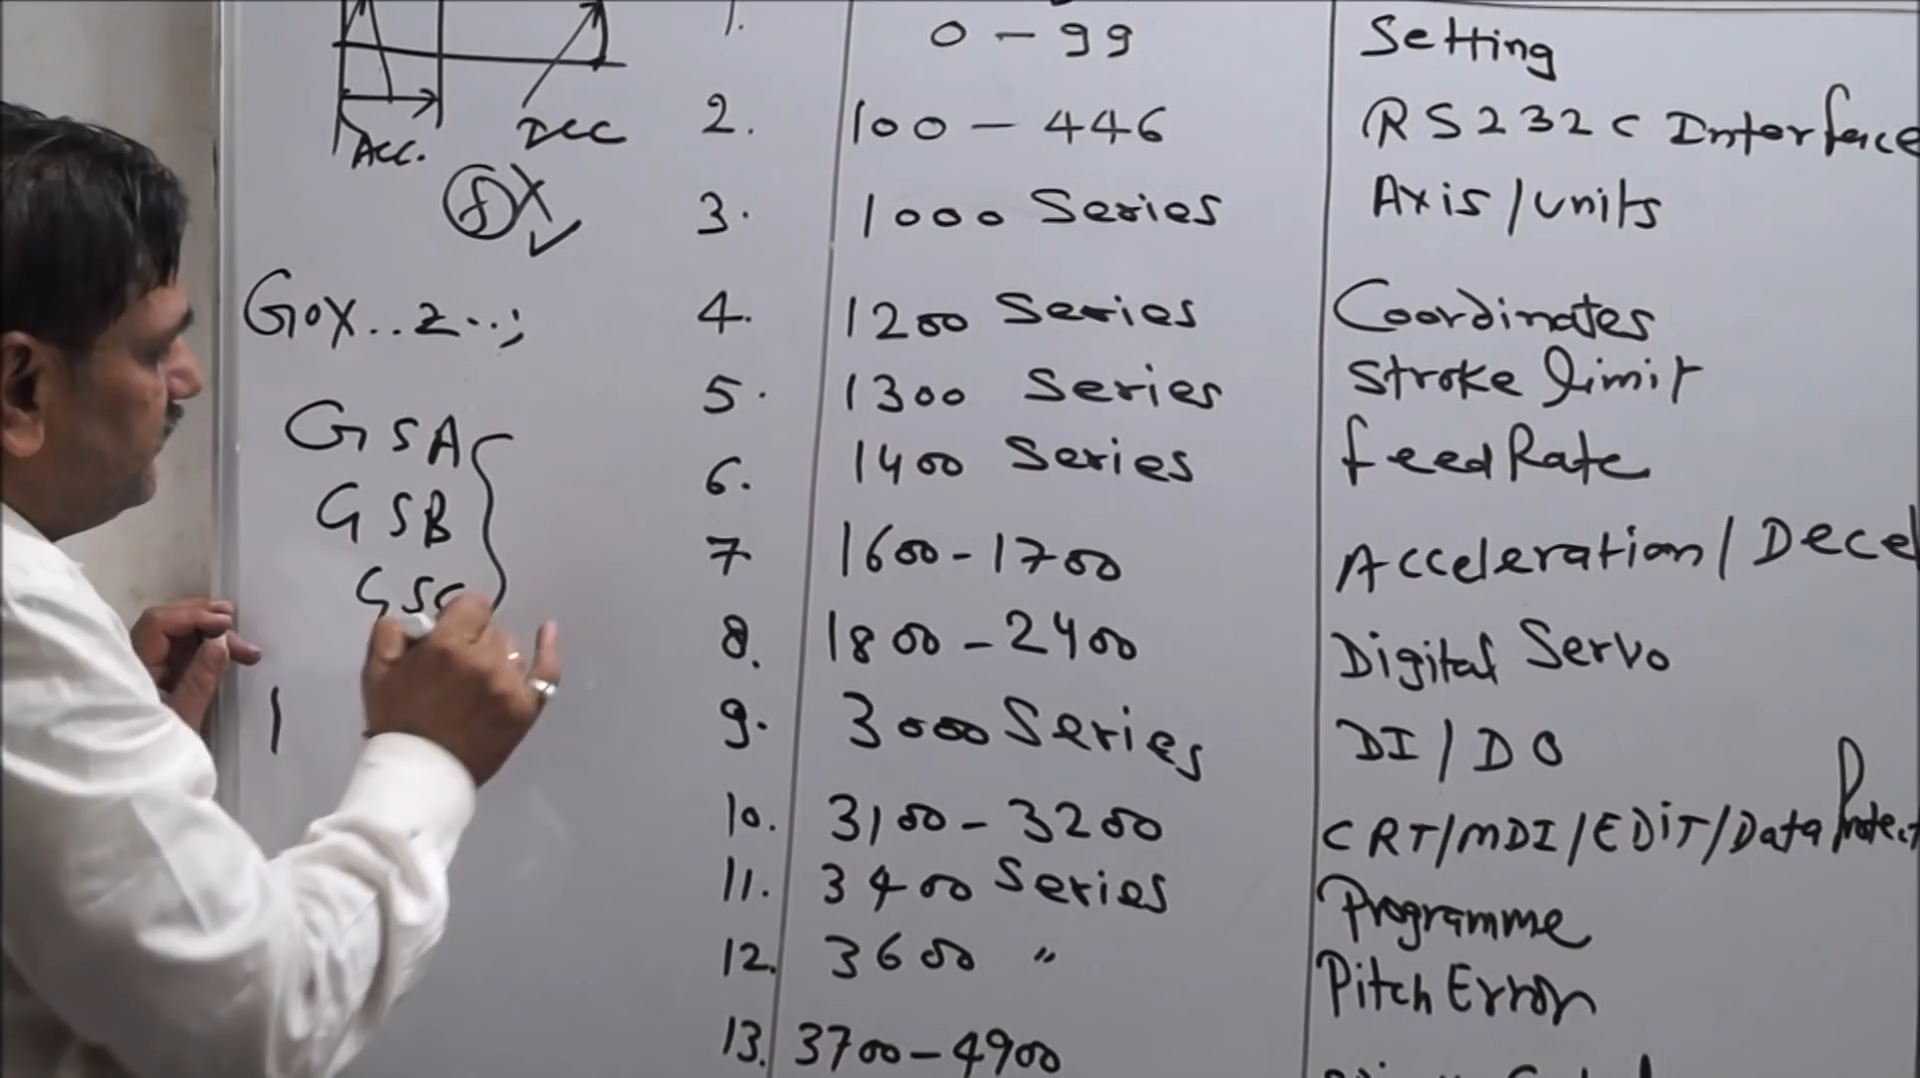 Acc. Dec
f X ✓
G0X..Z..;
G S A
G S B
G S C
1
1. 0 - 99 Setting
2. 100 - 446 RS232C Interface
3. 1000 Series Axis/units
4. 1200 Series Coordinates
5. 1300 Series Stroke limit
6. 1400 Series feed Rate
7 1600-1700 Acceleration/Decel
8. 1800-2400 Digital Servo
9. 3000 Series DI/DO
10. 3100-3200 CRT/MDI/EDiT/Data Protect
11. 3400 Series Programme
12. 3600 " Pitch Error
13. 3700-4900